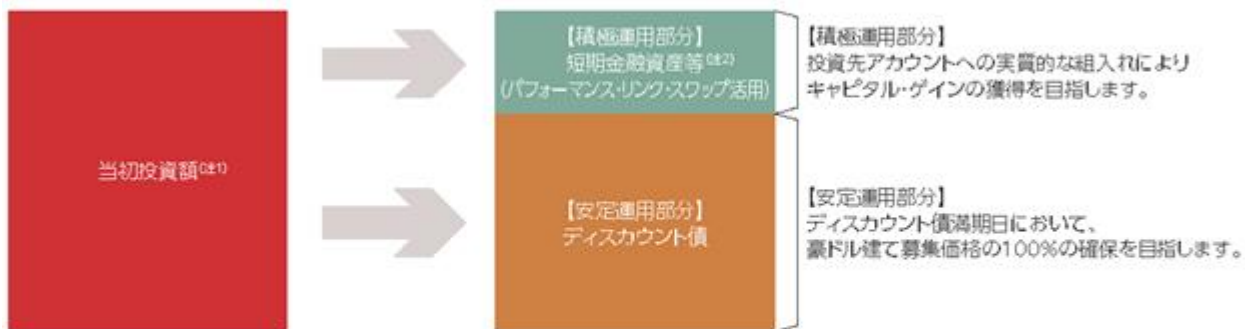 当初投資額(注1)
【積極運用部分】
短期金融資産等(注2)
(パフォーマンス・リンク・スワップ活用)
【安定運用部分】
ディスカウント債
【積極運用部分】
投資先アカウントへの実質的な組入れにより
キャピタル・ゲインの獲得を目指します。
【安定運用部分】
ディスカウント債満期日において、
豪ドル建て募集価格の100%の確保を目指します。